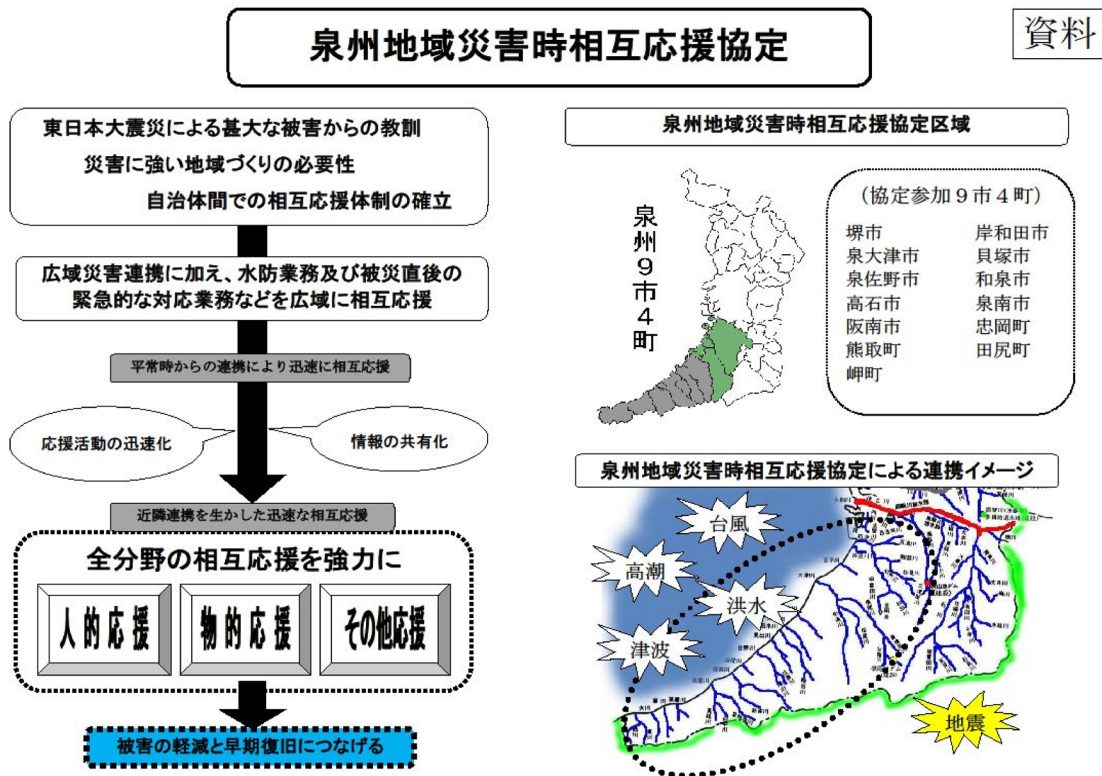 泉州地域災害時相互応援協定
資料
東日本大震災による甚大な被害からの教訓
災害に強い地域づくりの必要性
自治体間での相互応援体制の確立
広域災害連携に加え、水防業務及び被災直後の
緊急的な対応業務などを広域に相互応援
平常時からの連携により迅速に相互応援
応援活動の迅速化
情報の共有化
近隣連携を生かした迅速な相互応援
全分野の相互応援を強力に
人的応援
物的応援
その他応援
被害の軽減と早期復旧につなげる
泉州地域災害時相互応援協定区域
泉州9市4町
（協定参加９市４町）
堺市 岸和田市
泉大津市 貝塚市
泉佐野市 和泉市
高石市 泉南市
阪南市 忠岡町
熊取町 田尻町
岬町
泉州地域災害時相互応援協定による連携イメージ
台風
高潮
洪水
津波
地震